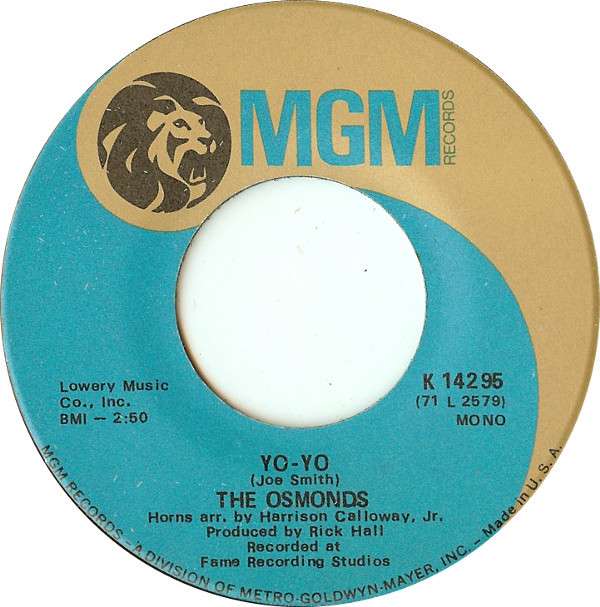 MGM
RECORDS
Lowery Music
Co., Inc.
BMI – 2:50
K 14295
(71 L 2579)
MONO
YO-YO
(Joe Smith)
THE OSMONDS
Horns arr. by Harrison Calloway, Jr.
Produced by Rick Hall
Recorded at
Fame Recording Studios
MGM RECORDS – A DIVISION OF METRO-GOLDWYN-MAYER, INC. – Made in U. S. A.